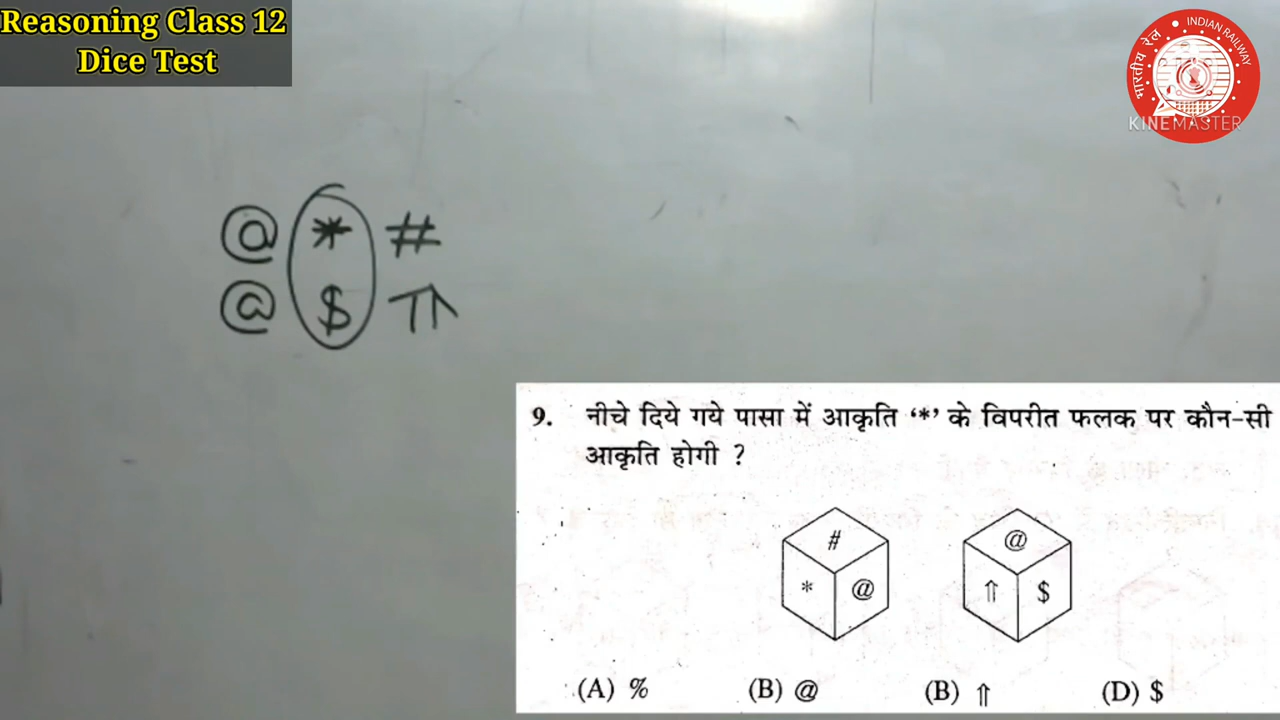 Reasoning Class 12
Dice Test
भारतीय रेल INDIAN RAILWAY
KINEMASTER
@ * #
@ $ ⇑
9. नीचे दिये गये पासा में आकृति ‘*’ के विपरीत फलक पर कौन-सी
आकृति होगी ?
# @
* @ ⇑ $
(A) % (B) @ (B) ⇑ (D) $